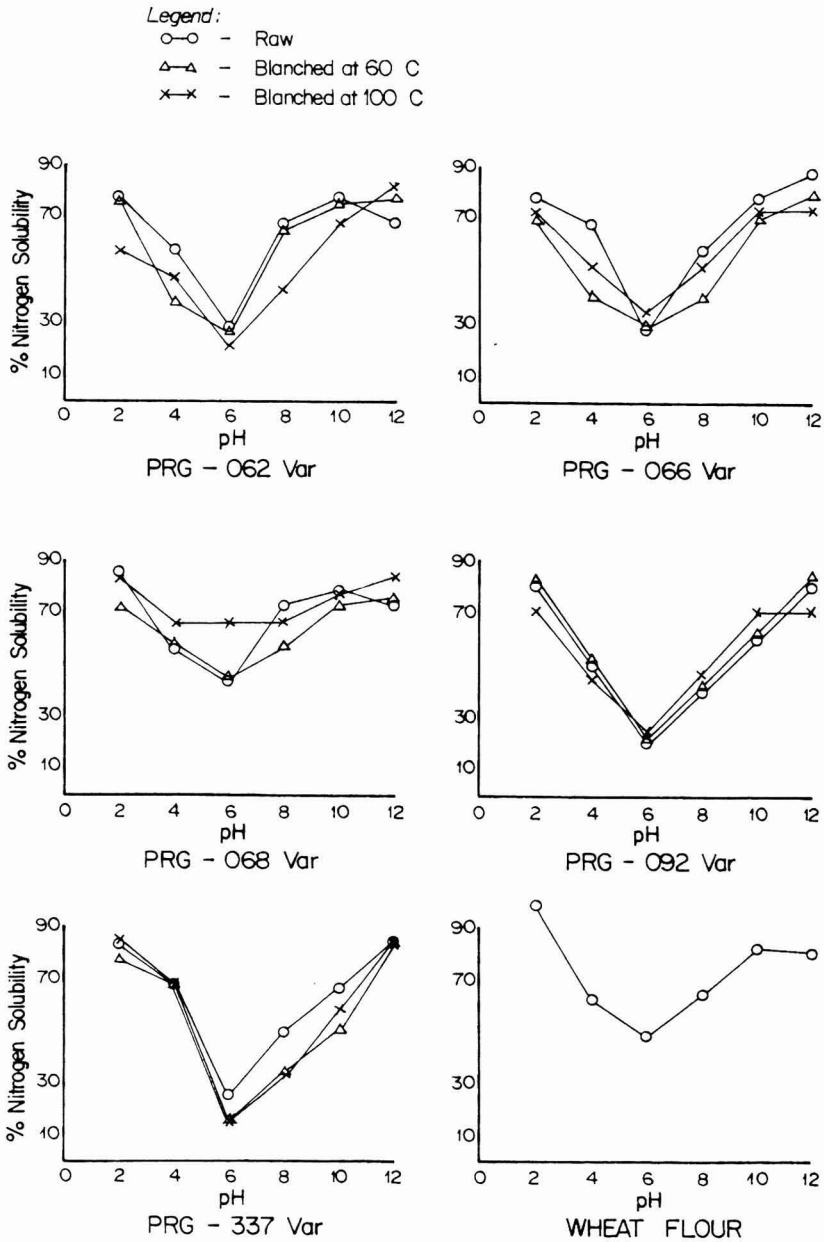 Legend:
Raw
Blanched at 60 C
Blanched at 100 C
% Nitrogen Solubility
90
70
30
10
0 2 4 6 8 10 12
pH
PRG - 062 Var
90
70
30
10
0 2 4 6 8 10 12
pH
PRG - 066 Var
% Nitrogen Solubility
90
70
30
10
0 2 4 6 8 10 12
pH
PRG - 068 Var
90
70
30
10
0 2 4 6 8 10 12
pH
PRG - 092 Var
% Nitrogen Solubility
90
70
30
10
0 2 4 6 8 10 12
pH
PRG - 337 Var
90
70
30
10
0 2 4 6 8 10 12
pH
WHEAT FLOUR